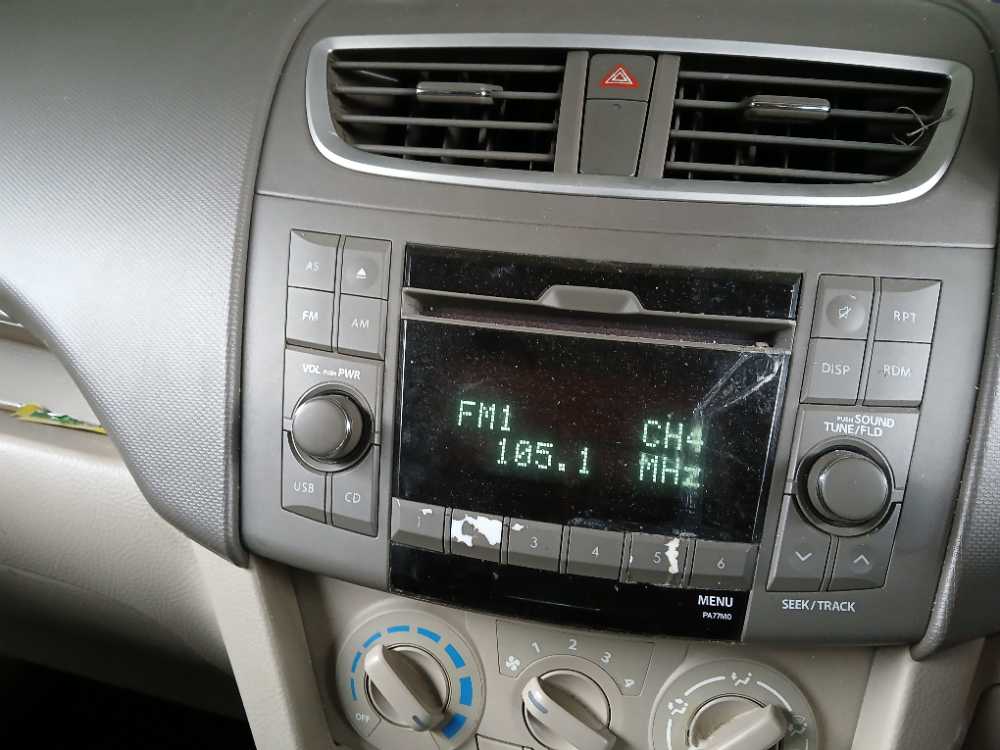 AS
FM AM
VOL PUSH PWR
USB CD
FM1 CH4
105.1 MHz
1 3 4 5 6
MENU
PA77M0
RPT
DISP RDM
PUSH SOUND
TUNE/FLD
SEEK/TRACK
OFF
1 2 3 4